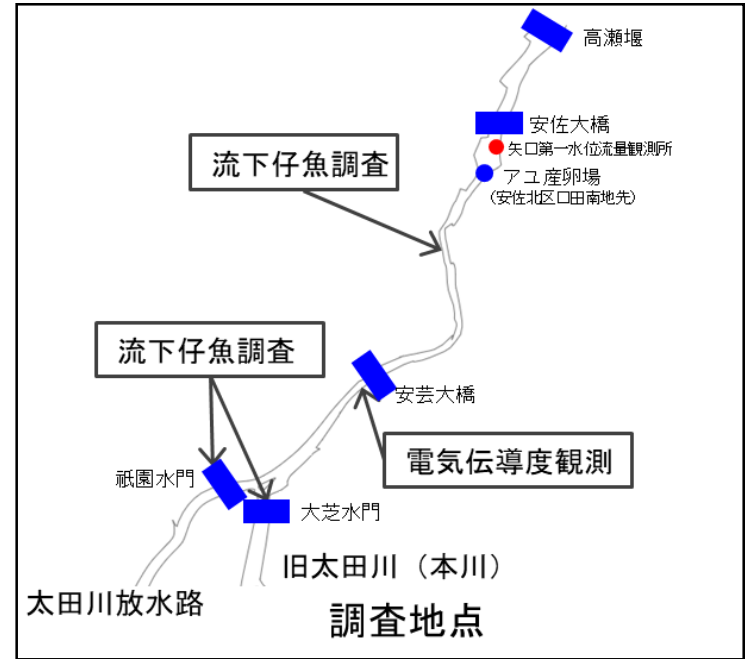 高瀬堰
安佐大橋
矢口第一水位流量観測所
アユ産卵場
(安佐北区口田南地先)
流下仔魚調査
流下仔魚調査
安芸大橋
電気伝導度観測
祇園水門
大芝水門
旧太田川（本川）
太田川放水路
調査地点